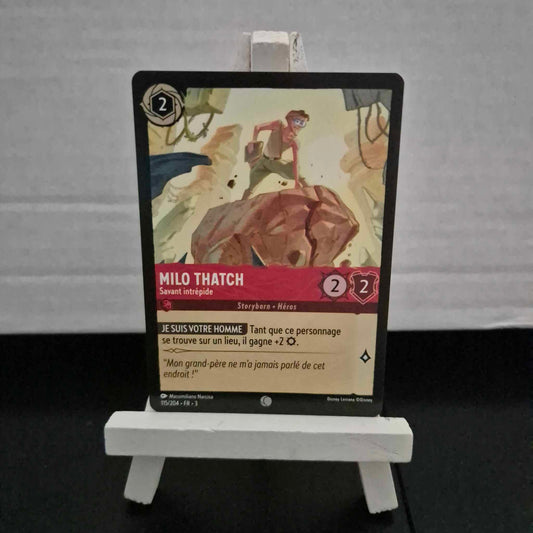 2
MILO THATCH
Savant intrépide
2 2
Storyborn • Héros
JE SUIS VOTRE HOMME Tant que ce personnage
se trouve sur un lieu, il gagne +2 .
"Mon grand-père ne m'a jamais parlé de cet
endroit !"
Massimiliano Narciso
115/204 • FR • 3
Disney Lorcana ©Disney